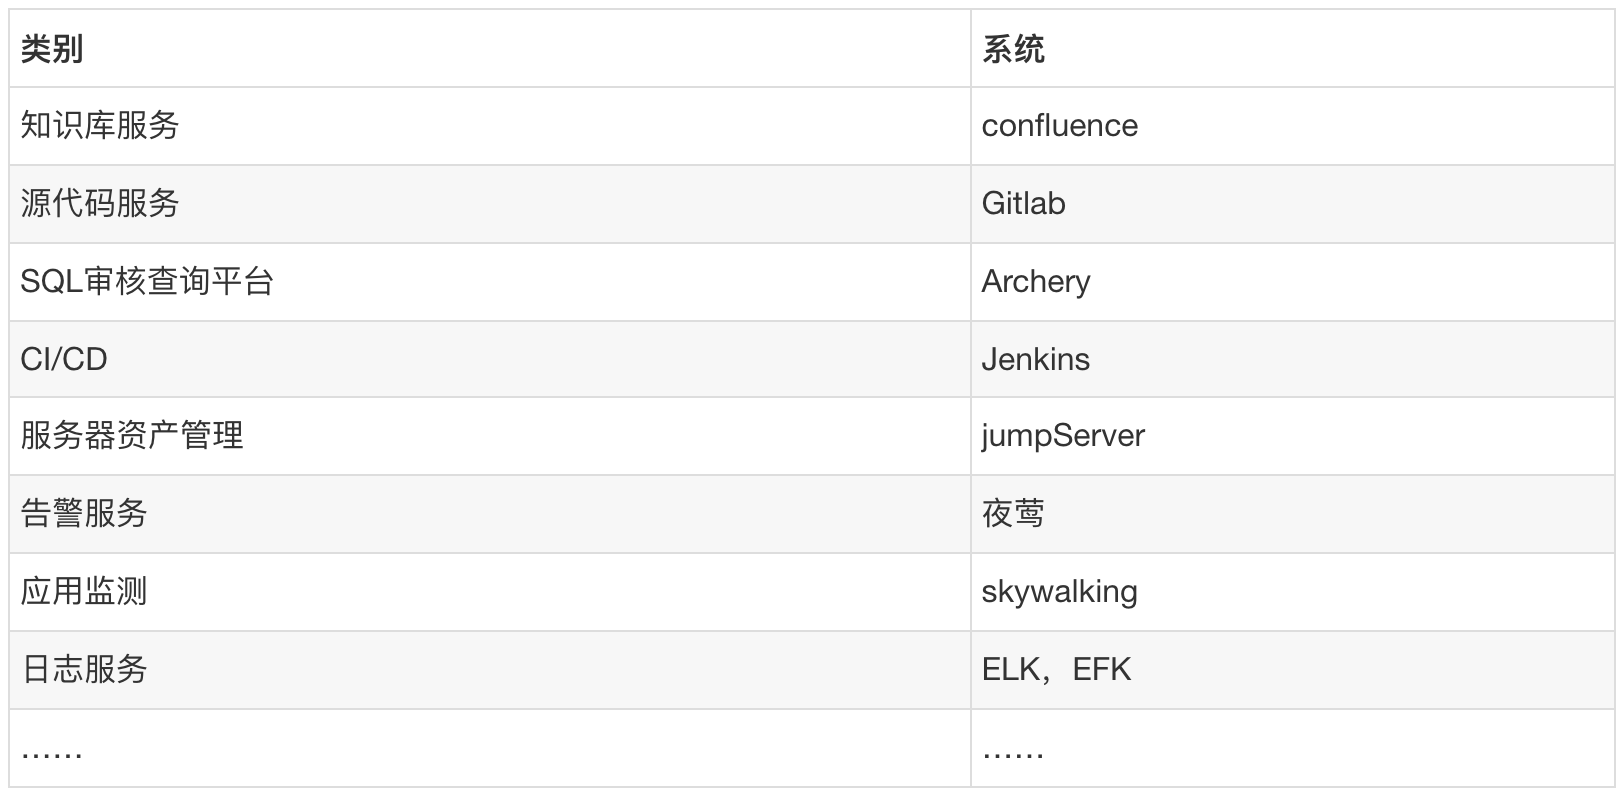 类别 系统
知识库服务 confluence
源代码服务 Gitlab
SQL审核查询平台 Archery
CI/CD Jenkins
服务器资产管理 jumpServer
告警服务 夜莺
应用监测 skywalking
日志服务 ELK，EFK
…… ……